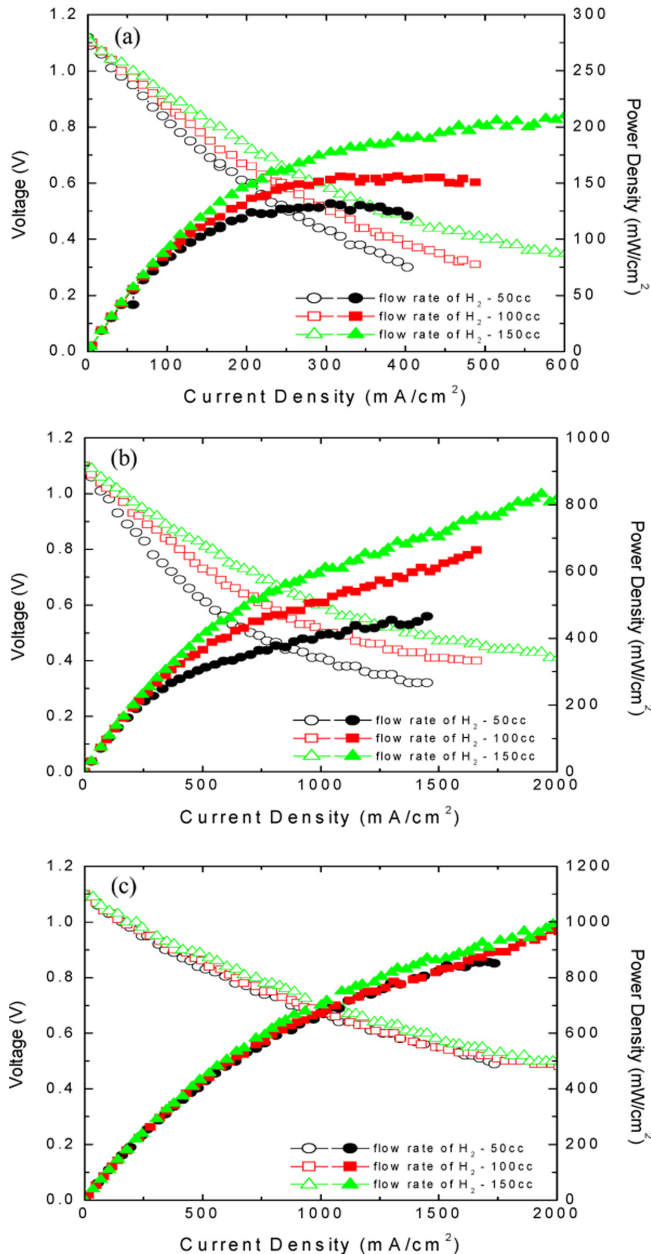 (a)
1.2
1.0
0.8
0.6
0.4
0.2
0.0
Voltage (V)
300
250
200
150
100
50
0
Power Density (mW/cm²)
flow rate of H₂ - 50cc
flow rate of H₂ - 100cc
flow rate of H₂ - 150cc
0 100 200 300 400 500 600
Current Density (mA/cm²)
(b)
1.2
1.0
0.8
0.6
0.4
0.2
0.0
Voltage (V)
1000
800
600
400
200
0
Power Density (mW/cm²)
flow rate of H₂ - 50cc
flow rate of H₂ - 100cc
flow rate of H₂ - 150cc
0 500 1000 1500 2000
Current Density (mA/cm²)
(c)
1.2
1.0
0.8
0.6
0.4
0.2
0.0
Voltage (V)
1200
1000
800
600
400
200
0
Power Density (mW/cm²)
flow rate of H₂ - 50cc
flow rate of H₂ - 100cc
flow rate of H₂ - 150cc
0 500 1000 1500 2000
Current Density (mA/cm²)